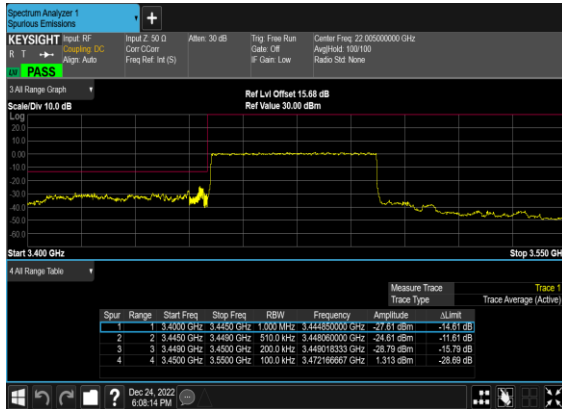 Spectrum Analyzer 1
Spurious Emissions
KEYSIGHT Input: RF
R T Coupling: DC
Align: Auto
Input Z: 50 Ω
Corr CCorr
Freq Ref: Int (S)
Atten: 30 dB
Trig: Free Run
Gate: Off
IF Gain: Low
Center Freq: 22.005000000 GHz
Avg|Hold: 100/100
Radio Std: None
PASS
3 All Range Graph
Scale/Div 10.0 dB
Ref Lvl Offset 15.68 dB
Ref Value 30.00 dBm
Log
20.0
10.0
0.00
-10.0
-20.0
-30.0
-40.0
-50.0
-60.0
Start 3.400 GHz
Stop 3.550 GHz
4 All Range Table
Measure Trace Trace 1
Trace Type Trace Average (Active)
Spur Range Start Freq Stop Freq RBW Frequency Amplitude ΔLimit
1 1 3.4000 GHz 3.4450 GHz 1.000 MHz 3.444850000 GHz -27.61 dBm -14.61 dB
2 2 3.4450 GHz 3.4490 GHz 510.0 kHz 3.448060000 GHz -24.61 dBm -11.61 dB
3 3 3.4490 GHz 3.4500 GHz 200.0 kHz 3.449018333 GHz -28.79 dBm -15.79 dB
4 4 3.4500 GHz 3.5500 GHz 100.0 kHz 3.472166667 GHz 1.313 dBm -28.69 dB
Dec 24, 2022
6:08:14 PM